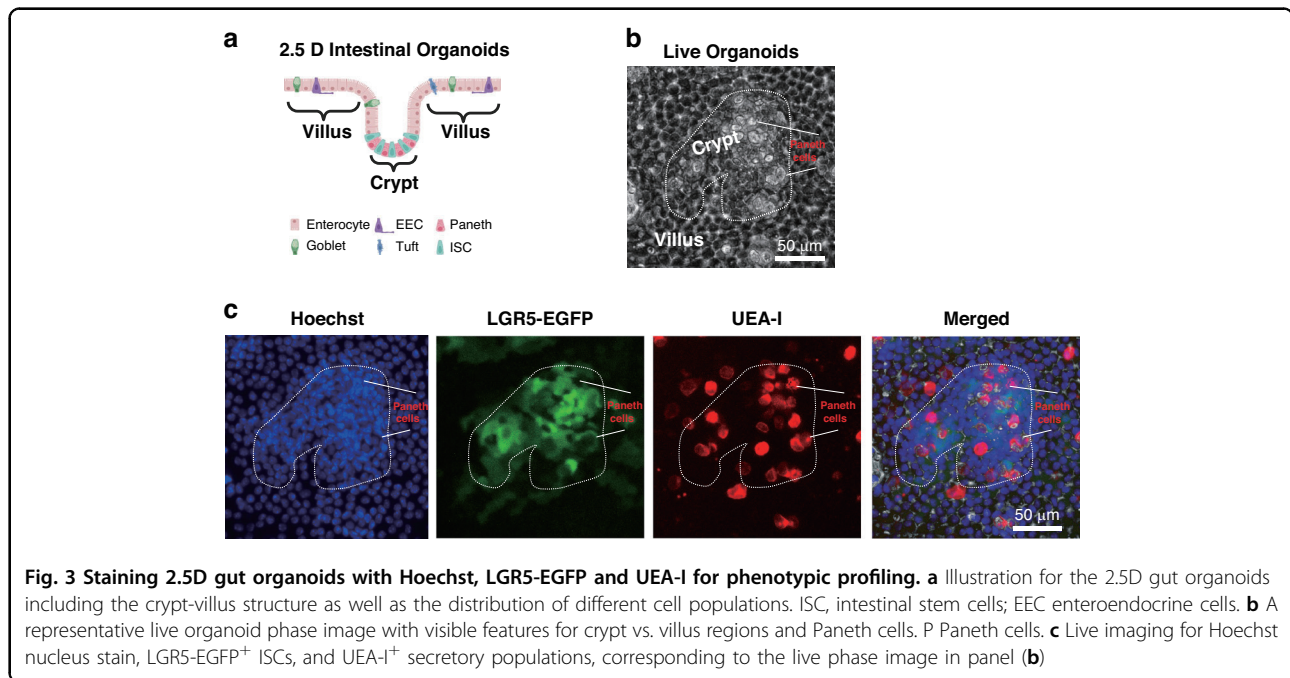 a
2.5 D Intestinal Organoids
Villus
Villus
Crypt
Enterocyte EEC Paneth
Goblet Tuft ISC
b
Live Organoids
Crypt
Paneth
cells
Villus
50 μm
c
Hoechst
LGR5-EGFP
UEA-I
Merged
Paneth
cells
Paneth
cells
Paneth
cells
Paneth
cells
50 μm
Fig. 3 Staining 2.5D gut organoids with Hoechst, LGR5-EGFP and UEA-I for phenotypic profiling. a Illustration for the 2.5D gut organoids
including the crypt-villus structure as well as the distribution of different cell populations. ISC, intestinal stem cells; EEC enteroendocrine cells. b A
representative live organoid phase image with visible features for crypt vs. villus regions and Paneth cells. P Paneth cells. c Live imaging for Hoechst
nucleus stain, LGR5-EGFP⁺ ISCs, and UEA-I⁺ secretory populations, corresponding to the live phase image in panel (b)